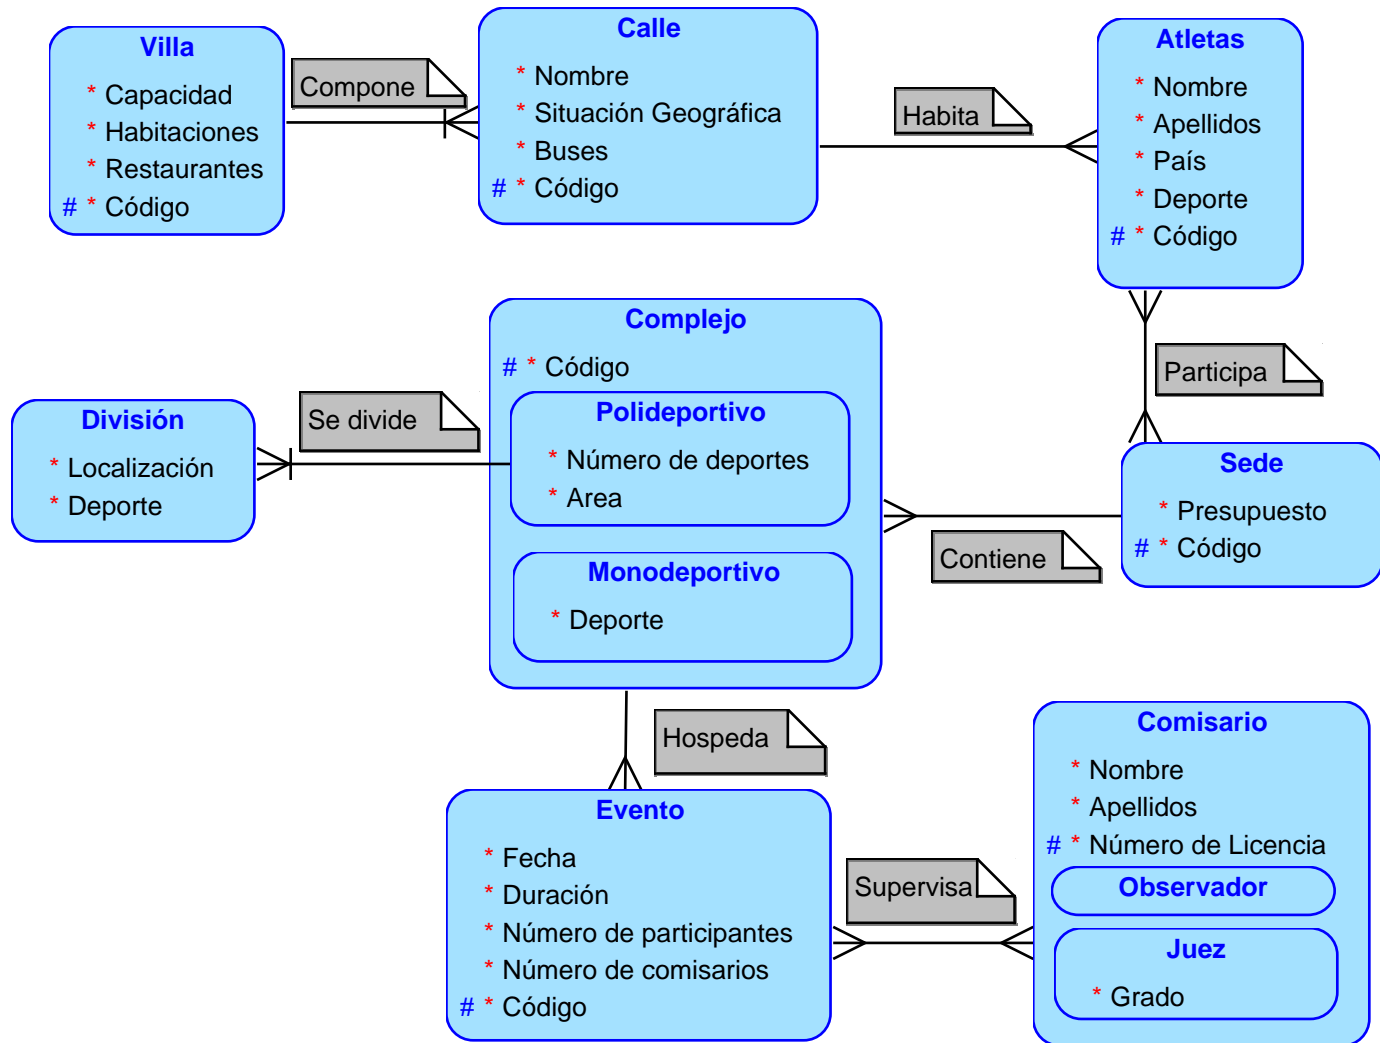 Villa
* Capacidad
* Habitaciones
* Restaurantes
# * Código
Compone
Calle
* Nombre
* Situación Geográfica
* Buses
# * Código
Habita
Atletas
* Nombre
* Apellidos
* País
* Deporte
# * Código
Participa
División
* Localización
* Deporte
Se divide
Complejo
# * Código
Polideportivo
* Número de deportes
* Area
Monodeportivo
* Deporte
Contiene
Sede
* Presupuesto
# * Código
Hospeda
Evento
* Fecha
* Duración
* Número de participantes
* Número de comisarios
# * Código
Supervisa
Comisario
* Nombre
* Apellidos
# * Número de Licencia
Observador
Juez
* Grado